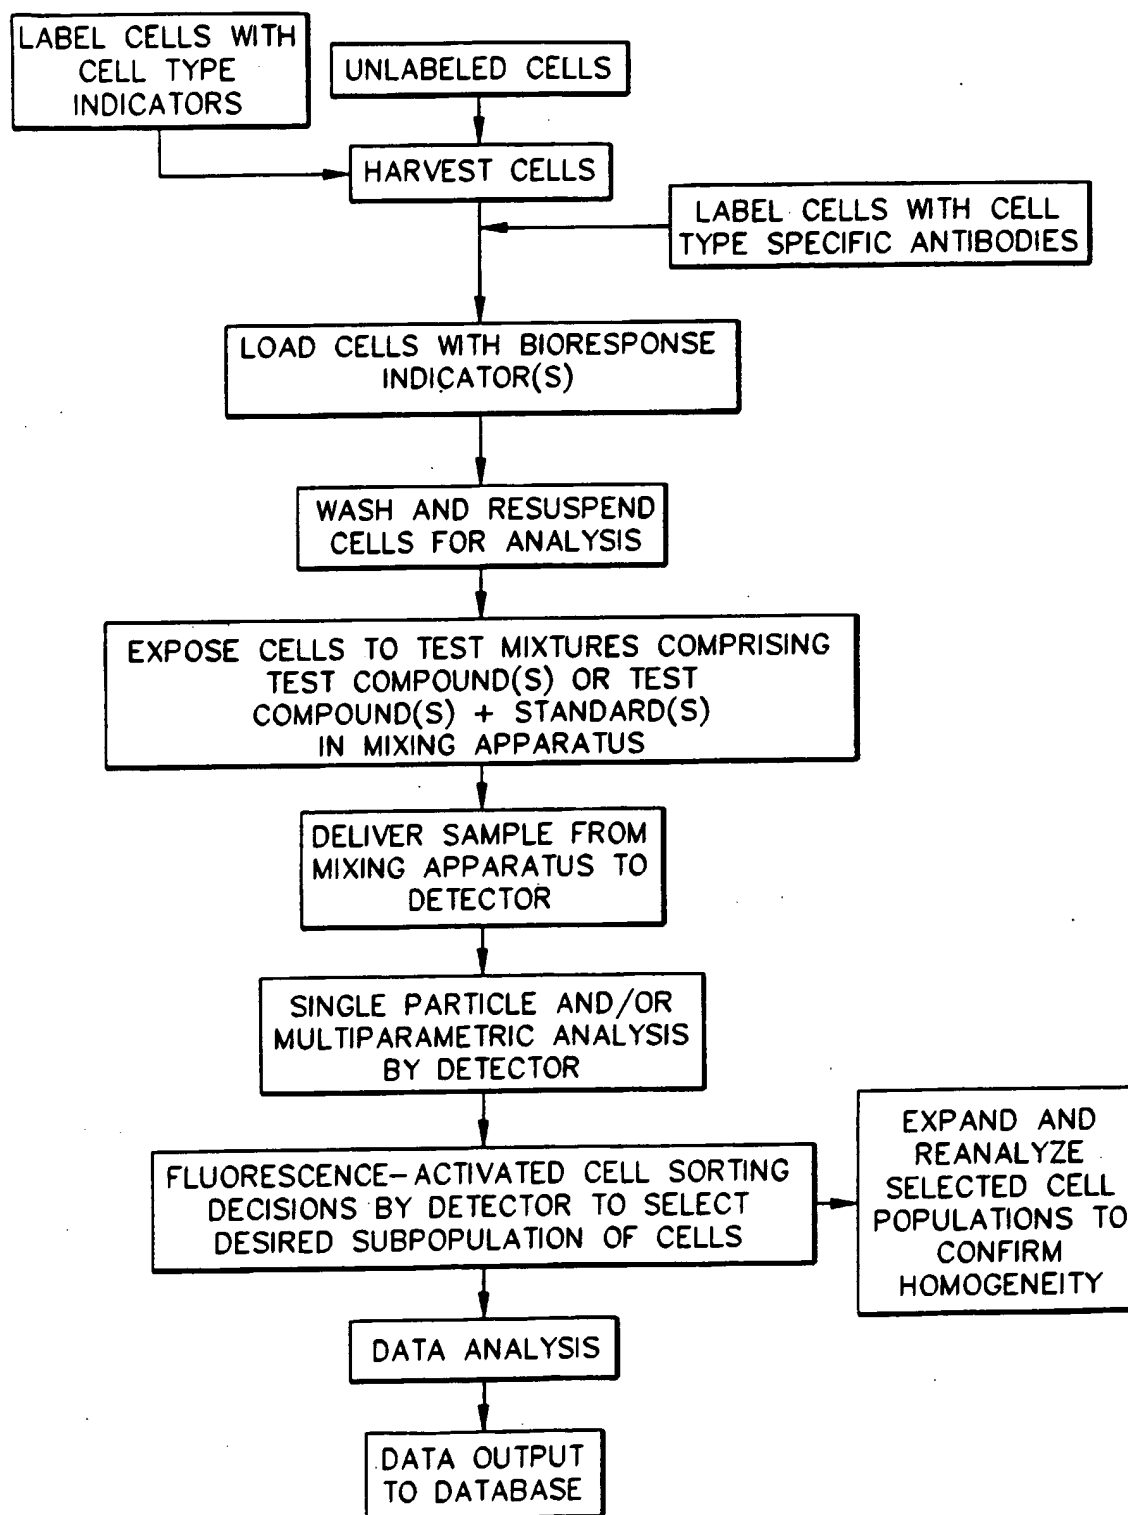 LABEL CELLS WITH
CELL TYPE
INDICATORS
UNLABELED CELLS
HARVEST CELLS
LABEL CELLS WITH CELL
TYPE SPECIFIC ANTIBODIES
LOAD CELLS WITH BIORESPONSE
INDICATOR(S)
WASH AND RESUSPEND
CELLS FOR ANALYSIS
EXPOSE CELLS TO TEST MIXTURES COMPRISING
TEST COMPOUND(S) OR TEST
COMPOUND(S) + STANDARD(S)
IN MIXING APPARATUS
DELIVER SAMPLE FROM
MIXING APPARATUS TO
DETECTOR
SINGLE PARTICLE AND/OR
MULTIPARAMETRIC ANALYSIS
BY DETECTOR
FLUORESCENCE-ACTIVATED CELL SORTING
DECISIONS BY DETECTOR TO SELECT
DESIRED SUBPOPULATION OF CELLS
EXPAND AND
REANALYZE
SELECTED CELL
POPULATIONS TO
CONFIRM
HOMOGENEITY
DATA ANALYSIS
DATA OUTPUT
TO DATABASE